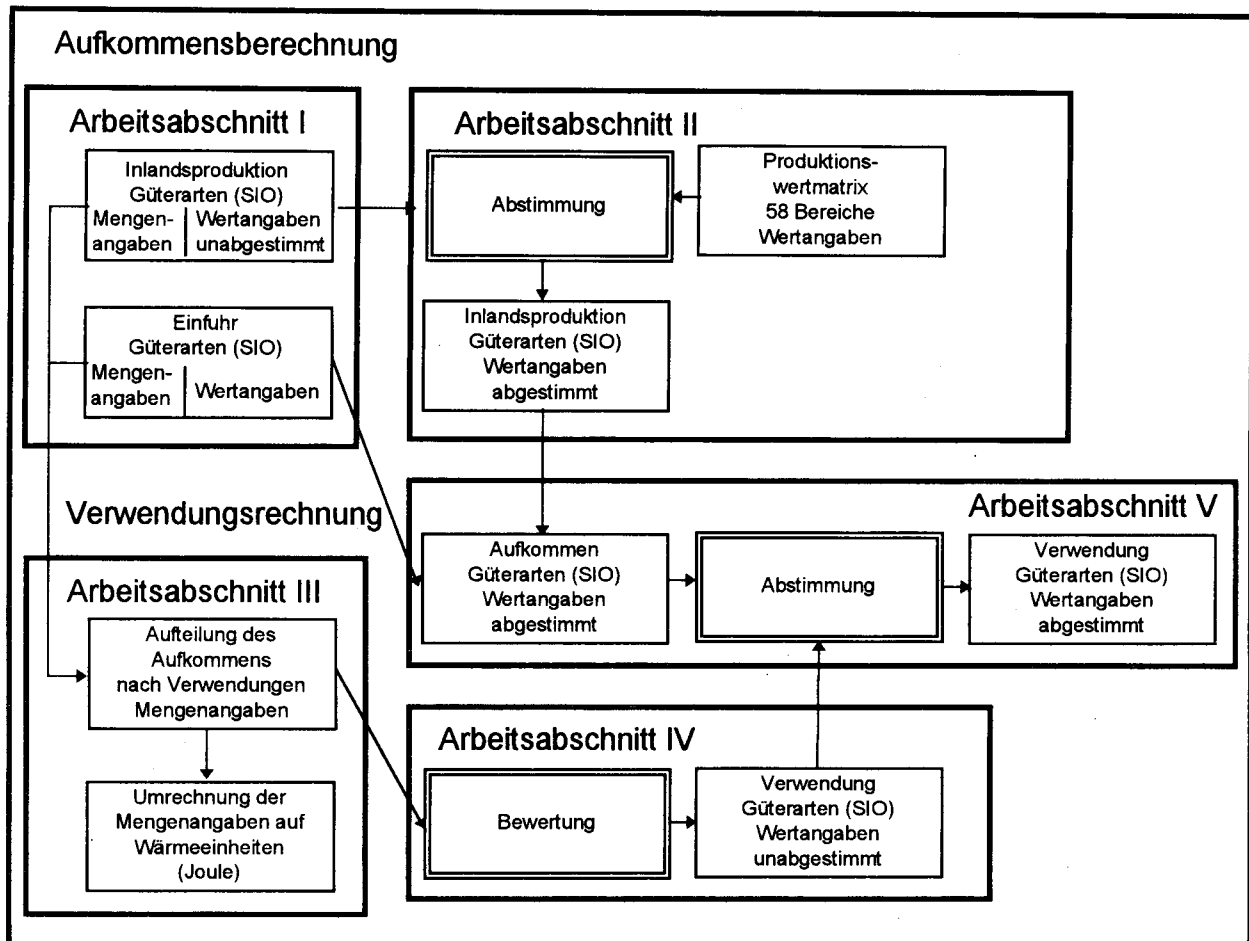 Aufkommensberechnung
Arbeitsabschnitt I
Inlandsproduktion
Güterarten (SIO)
Mengen-
angaben
Wertangaben
unabgestimmt
Einfuhr
Güterarten (SIO)
Mengen-
angaben
Wertangaben
Arbeitsabschnitt II
Abstimmung
Produktions-
wertmatrix
58 Bereiche
Wertangaben
Inlandsproduktion
Güterarten (SIO)
Wertangaben
abgestimmt
Verwendungsrechnung
Arbeitsabschnitt III
Aufteilung des
Aufkommens
nach Verwendungen
Mengenangaben
Umrechnung der
Mengenangaben auf
Wärmeeinheiten
(Joule)
Arbeitsabschnitt V
Aufkommen
Güterarten (SIO)
Wertangaben
abgestimmt
Abstimmung
Verwendung
Güterarten (SIO)
Wertangaben
abgestimmt
Arbeitsabschnitt IV
Bewertung
Verwendung
Güterarten (SIO)
Wertangaben
unabgestimmt